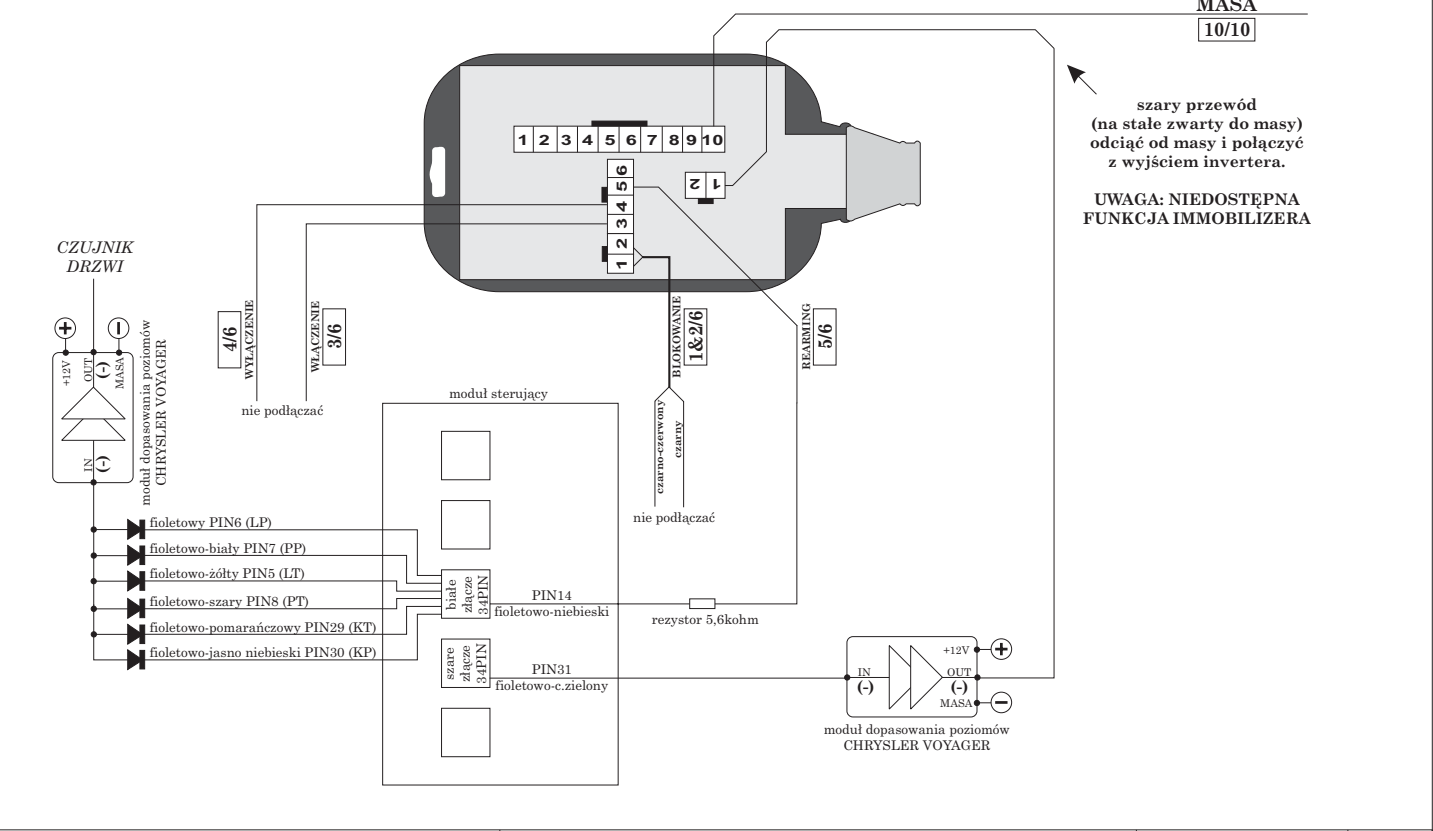 MASA
10/10
szary przewód
(na stałe zwarty do masy)
odciąć od masy i połączyć
z wyjściem invertera.
UWAGA: NIEDOSTĘPNA
FUNKCJA IMMOBILIZERA
1 2 3 4 5 6 7 8 9 10
1 2 3 4 5 6
2 1
CZUJNIK
DRZWI
+12V
OUT
(-)
MASA
IN
(-)
moduł dopasowania poziomów
CHRYSLER VOYAGER
4/6
WYŁĄCZENIE
WŁĄCZENIE
3/6
nie podłączać
BLOKOWANIE
1&2/6
REARMING
5/6
czarno-czerwony
czarny
nie podłączać
moduł sterujący
fioletowy PIN6 (LP)
fioletowo-biały PIN7 (PP)
fioletowo-żółty PIN5 (LT)
fioletowo-szary PIN8 (PT)
fioletowo-pomarańczowy PIN29 (KT)
fioletowo-jasno niebieski PIN30 (KP)
białe
złącze
34PIN
PIN14
fioletowo-niebieski
rezystor 5,6kohm
szare
złącze
34PIN
PIN31
fioletowo-c.zielony
IN
(-)
+12V
OUT
(-)
MASA
moduł dopasowania poziomów
CHRYSLER VOYAGER